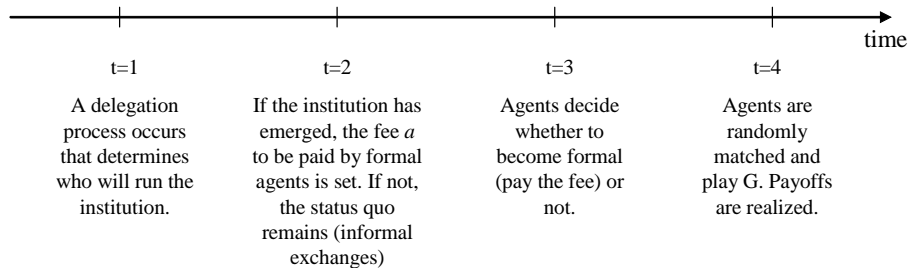 time
t=1
A delegation
process occurs
that determines
who will run the
institution.
t=2
If the institution has
emerged, the fee a
to be paid by formal
agents is set. If not,
the status quo
remains (informal
exchanges)
t=3
Agents decide
whether to
become formal
(pay the fee) or
not.
t=4
Agents are
randomly
matched and
play G. Payoffs
are realized.